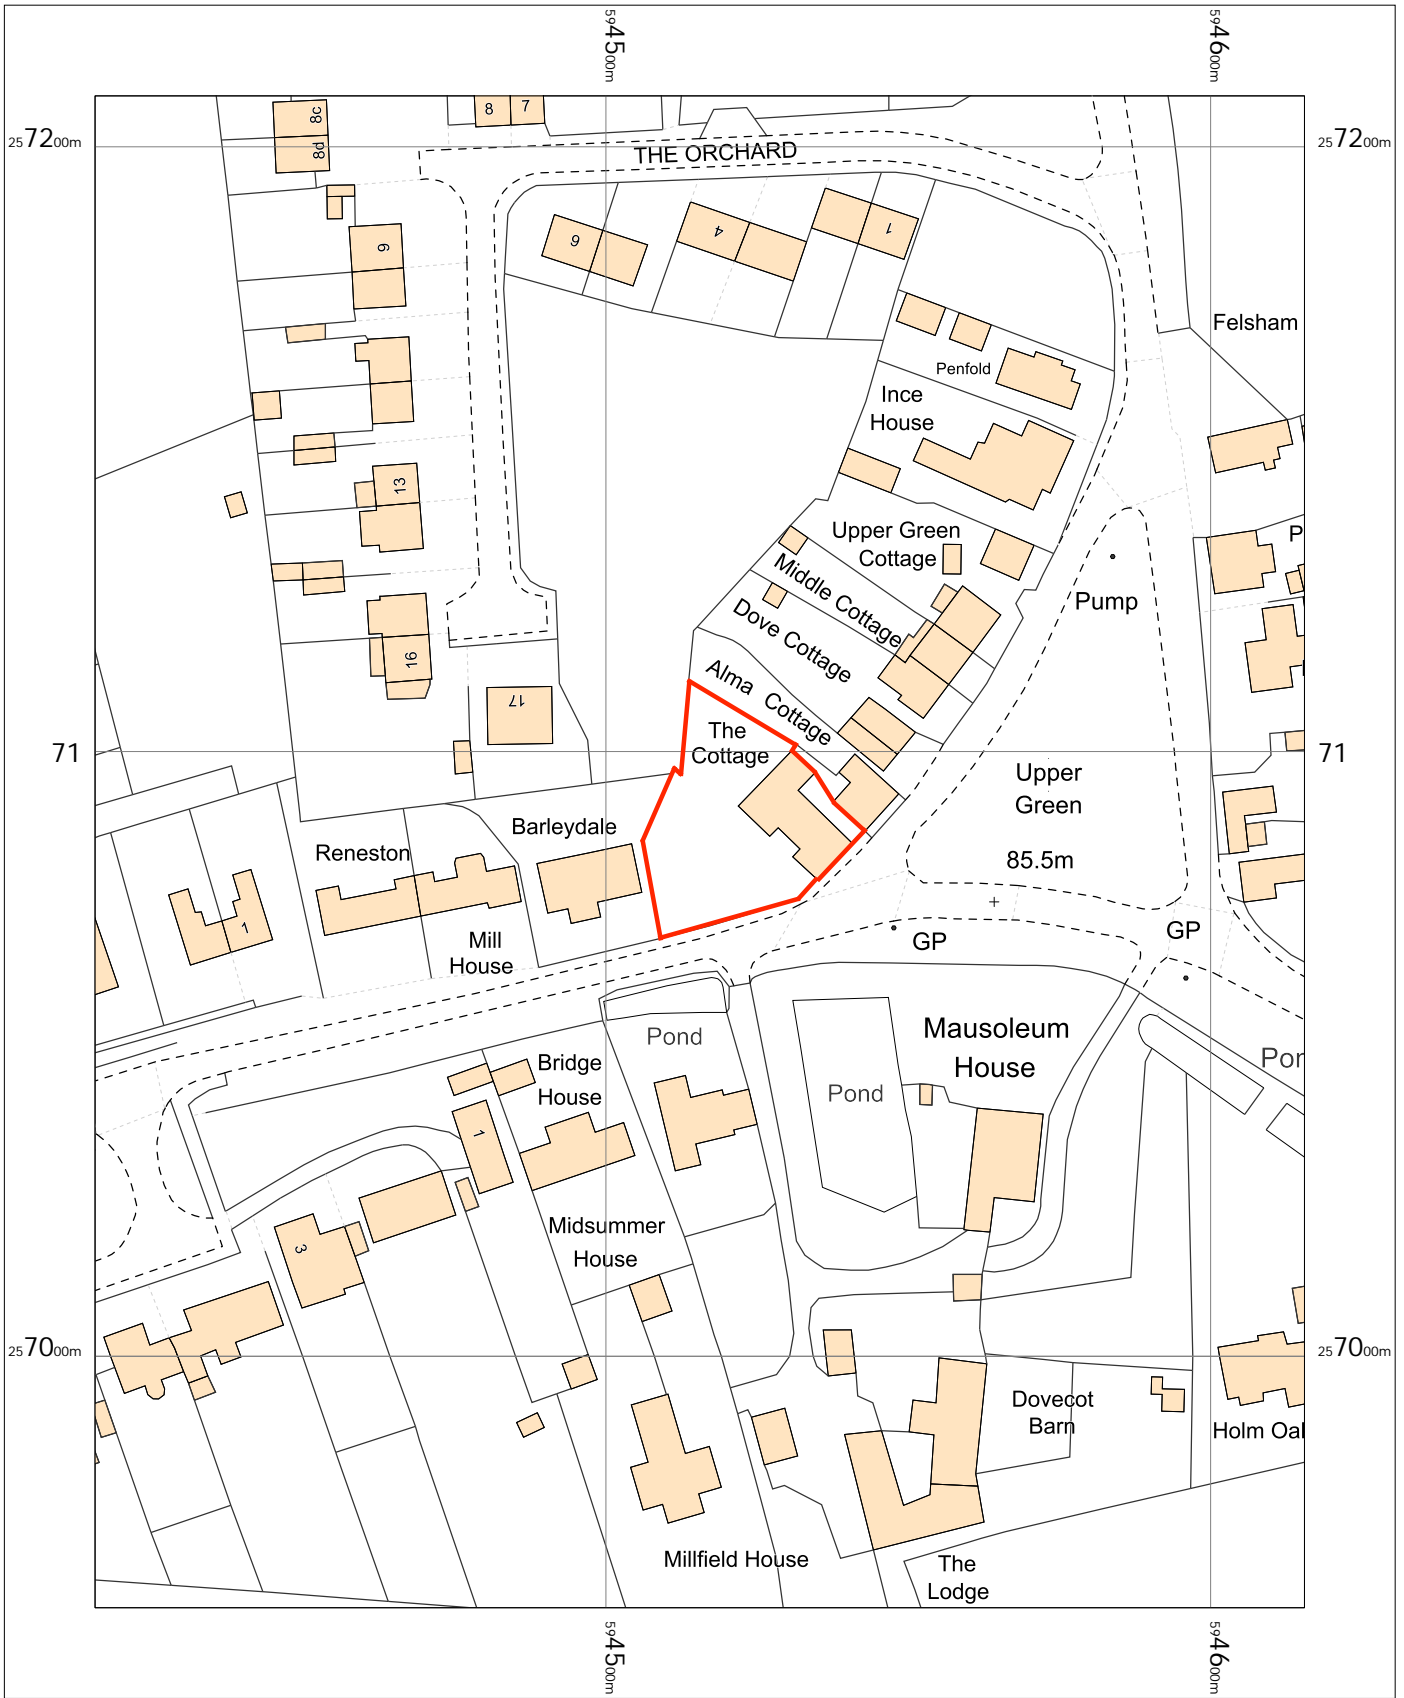 594500m
594600m
257200m
257200m
8c
8d
8
7
THE ORCHARD
9
6
4
1
Felsham
Penfold
Ince
House
13
Upper Green
Cottage
Middle Cottage
Dove Cottage
Pump
P
16
17
Alma Cottage
The
Cottage
71
71
Upper
Green
85.5m
Barleydale
Reneston
1
Mill
House
GP
GP
Pond
Mausoleum
House
Pond
Por
Bridge
House
1
Midsummer
House
3
257000m
257000m
Dovecot
Barn
Holm Oal
Millfield House
The
Lodge
594500m
594600m